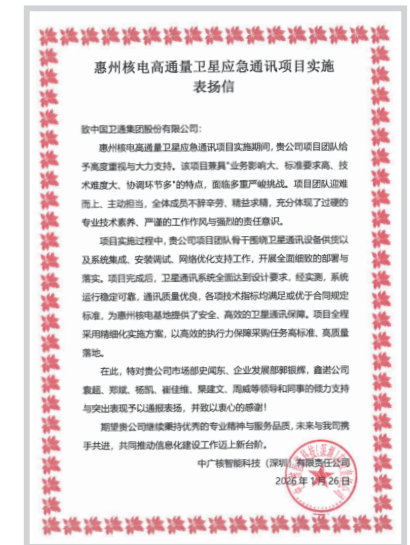 惠州核电高通量卫星应急通讯项目实施
表扬信
致中国卫通集团股份有限公司：
惠州核电高通量卫星应急通讯项目实施期间，贵公司项目团队给
予高度重视与大力支持。该项目兼具"业务影响大、标准要求高、技
术难度大、协调环节多"的特点，面临多重严峻挑战。项目团队迎难
而上、主动担当，全体成员不辞辛劳、精益求精，充分体现了过硬的
专业技术素养、严谨的工作作风与强烈的责任意识。
项目实施过程中，贵公司项目团队骨干围绕卫星通讯设备供货以
及系统集成、安装调试、网络优化支持工作，开展全面细致的部署与
落实。项目完成后，卫星通讯系统全面达到设计要求，经实测，系统
运行稳定可靠，通讯质量优良，各项技术指标均满足或优于合同规定
标准，为惠州核电基地提供了安全、高效的卫星通讯保障。项目全程
采用精细化实施方案，以高效的执行力保障采购任务高标准、高质量
落地。
在此，特对贵公司市场部史闻东、企业发展部郭银辉，鑫诺公司
袁超、郑斌、杨凯、崔佳维、梁建文、周威等领导和同事的倾力支持
与突出表现予以通报表扬，并致以衷心的感谢！
期望贵公司继续秉持优秀的专业精神与服务品质，未来与我司携
手共进，共同推动信息化建设工作迈上新台阶。
中广核智能科技（深圳）有限责任公司
2026年1月26日